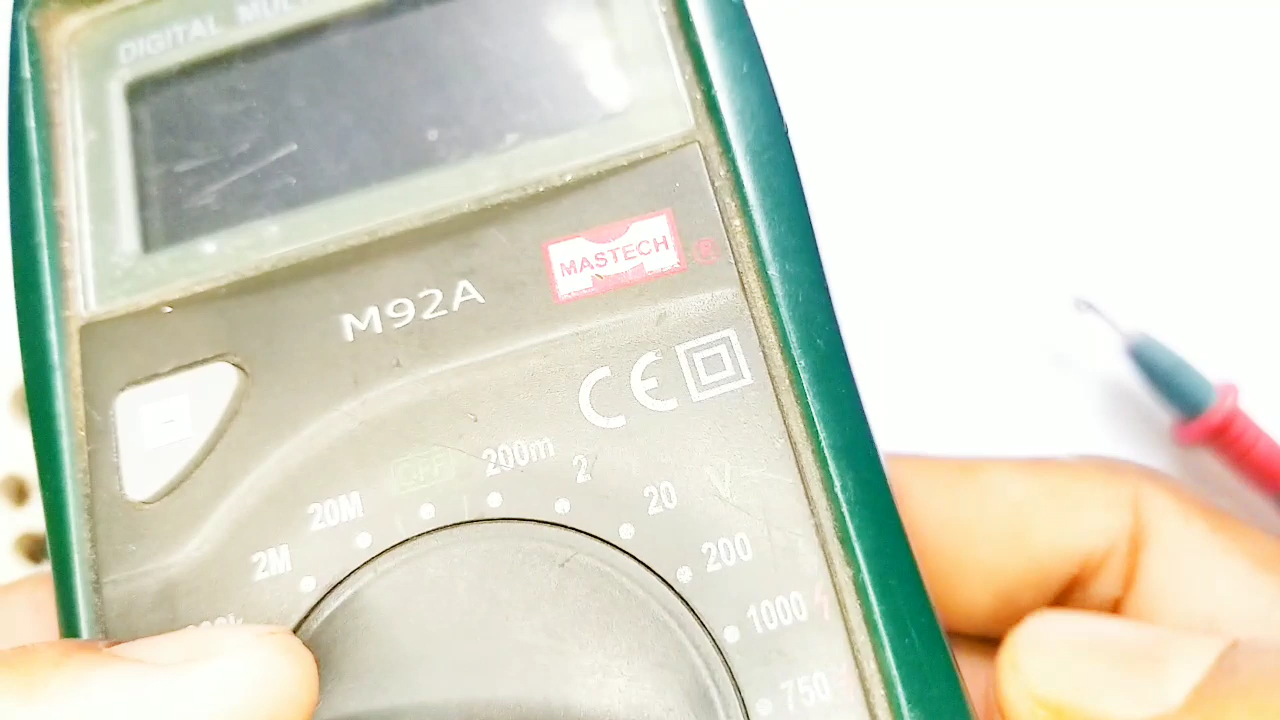 DIGITAL MUL
MASTECH ®
M92A
CE
OFF
200m
2
20M
20
V
2M
200
1000
750